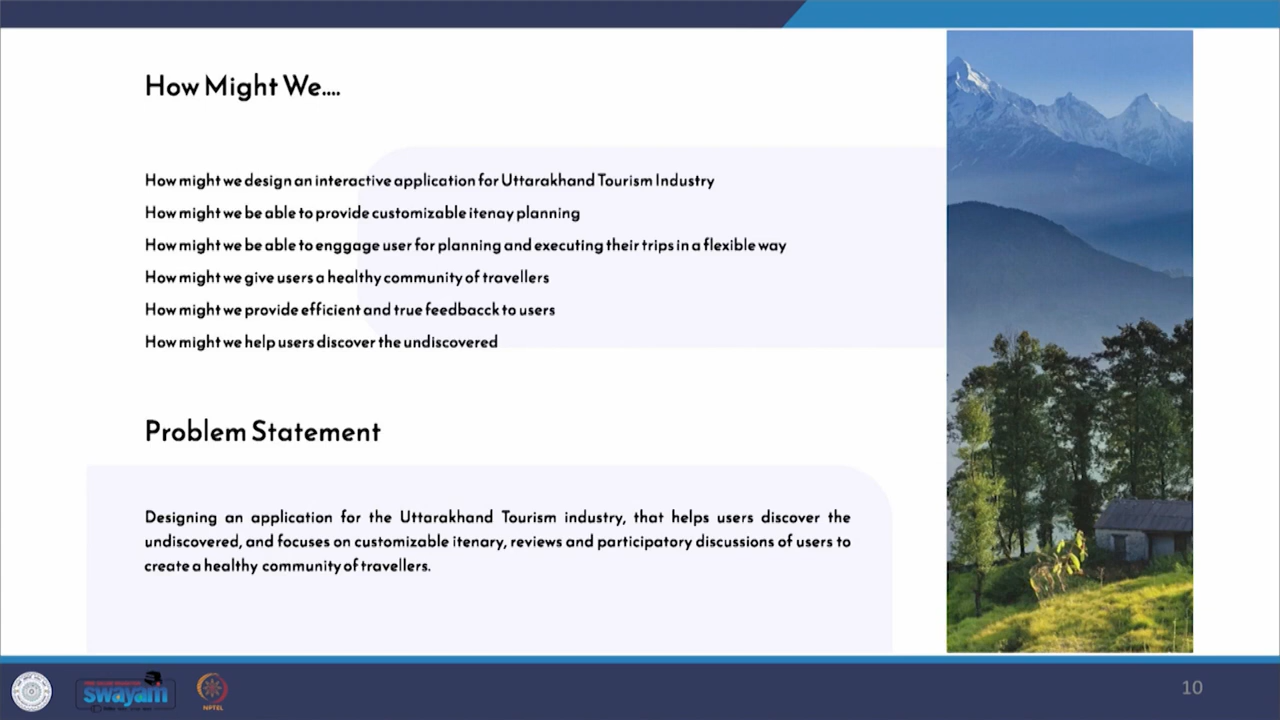 How Might We....
How might we design an interactive application for Uttarakhand Tourism Industry
How might we be able to provide customizable itenay planning
How might we be able to enggage user for planning and executing their trips in a flexible way
How might we give users a healthy community of travellers
How might we provide efficient and true feedbacck to users
How might we help users discover the undiscovered
Problem Statement
Designing an application for the Uttarakhand Tourism industry, that helps users discover the
undiscovered, and focuses on customizable itenary, reviews and participatory discussions of users to
create a healthy community of travellers.
swayam
NPTEL
10